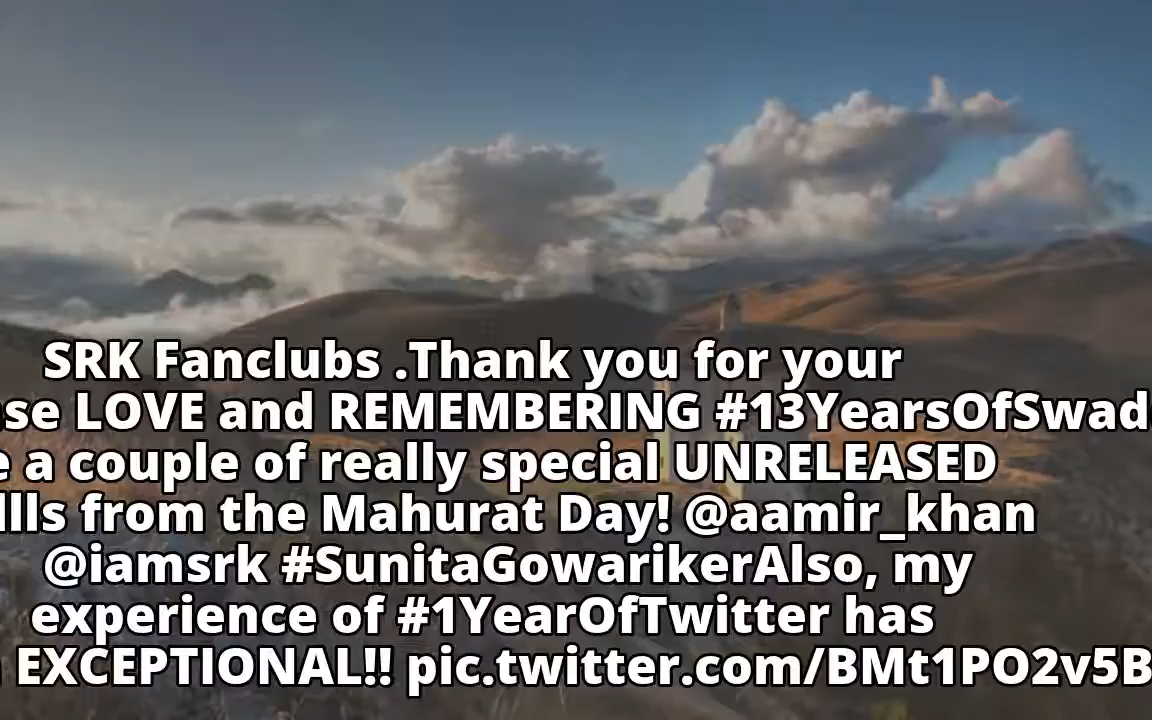 SRK Fanclubs .Thank you for your
LOVE and REMEMBERING #13YearsOfSwad
a couple of really special UNRELEASED
from the Mahurat Day! @aamir_khan
@iamsrk #SunitaGowarikerAlso, my
experience of #1YearOfTwitter has
EXCEPTIONAL!! pic.twitter.com/BMt1PO2v5B